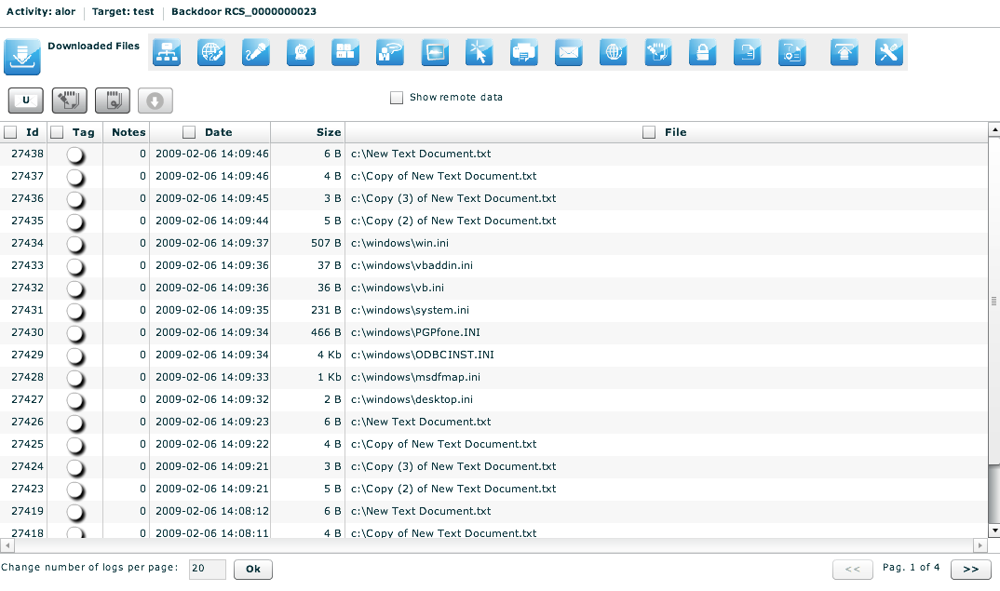 Activity: alor Target: test Backdoor RCS_0000000023
Downloaded Files
U
Show remote data
Id Tag Notes Date Size File
27438 0 2009-02-06 14:09:46 6 B c:\New Text Document.txt
27437 0 2009-02-06 14:09:46 4 B c:\Copy of New Text Document.txt
27436 0 2009-02-06 14:09:45 3 B c:\Copy (3) of New Text Document.txt
27435 0 2009-02-06 14:09:44 5 B c:\Copy (2) of New Text Document.txt
27434 0 2009-02-06 14:09:37 507 B c:\windows\win.ini
27433 0 2009-02-06 14:09:36 37 B c:\windows\vbaddin.ini
27432 0 2009-02-06 14:09:36 36 B c:\windows\vb.ini
27431 0 2009-02-06 14:09:35 231 B c:\windows\system.ini
27430 0 2009-02-06 14:09:34 466 B c:\windows\PGPfone.INI
27429 0 2009-02-06 14:09:34 4 Kb c:\windows\ODBCINST.INI
27428 0 2009-02-06 14:09:33 1 Kb c:\windows\msdfmap.ini
27427 0 2009-02-06 14:09:32 2 B c:\windows\desktop.ini
27426 0 2009-02-06 14:09:23 6 B c:\New Text Document.txt
27425 0 2009-02-06 14:09:22 4 B c:\Copy of New Text Document.txt
27424 0 2009-02-06 14:09:21 3 B c:\Copy (3) of New Text Document.txt
27423 0 2009-02-06 14:09:21 5 B c:\Copy (2) of New Text Document.txt
27419 0 2009-02-06 14:08:12 6 B c:\New Text Document.txt
27418 0 2009-02-06 14:08:11 4 B c:\Copy of New Text Document.txt
Change number of logs per page: 20 Ok << Pag. 1 of 4 >>